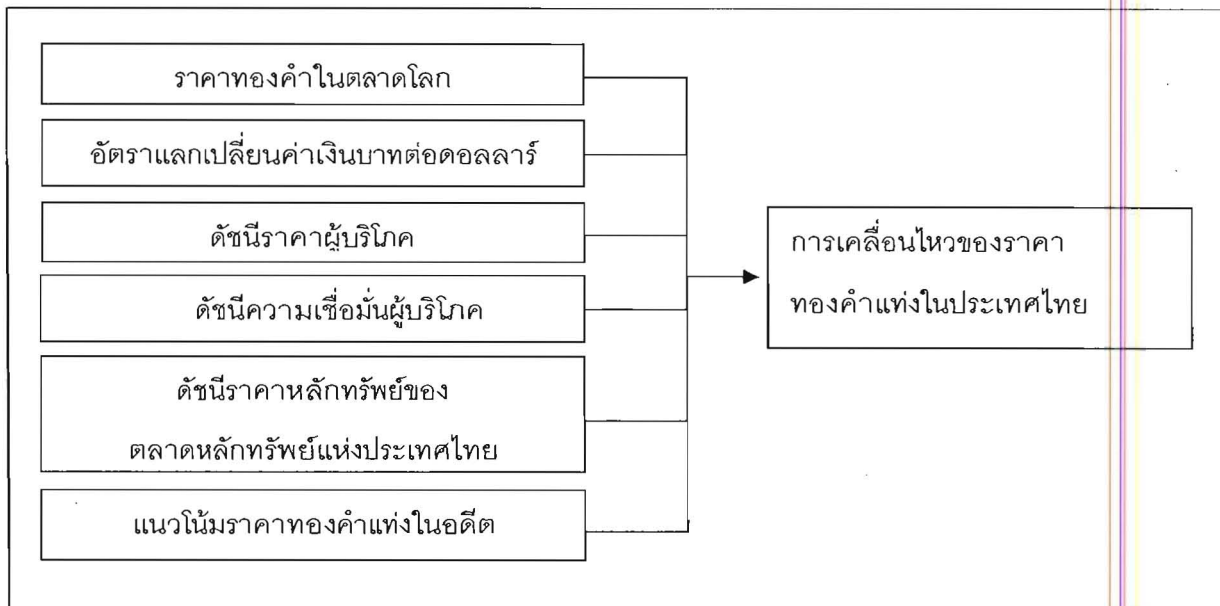 ราคาทองคำในตลาดโลก
อัตราแลกเปลี่ยนค่าเงินบาทต่อดอลลาร์
ดัชนีราคาผู้บริโภค
ดัชนีความเชื่อมั่นผู้บริโภค
ดัชนีราคาหลักทรัพย์ของ
ตลาดหลักทรัพย์แห่งประเทศไทย
แนวโน้มราคาทองคำแท่งในอดีต
การเคลื่อนไหวของราคา
ทองคำแท่งในประเทศไทย